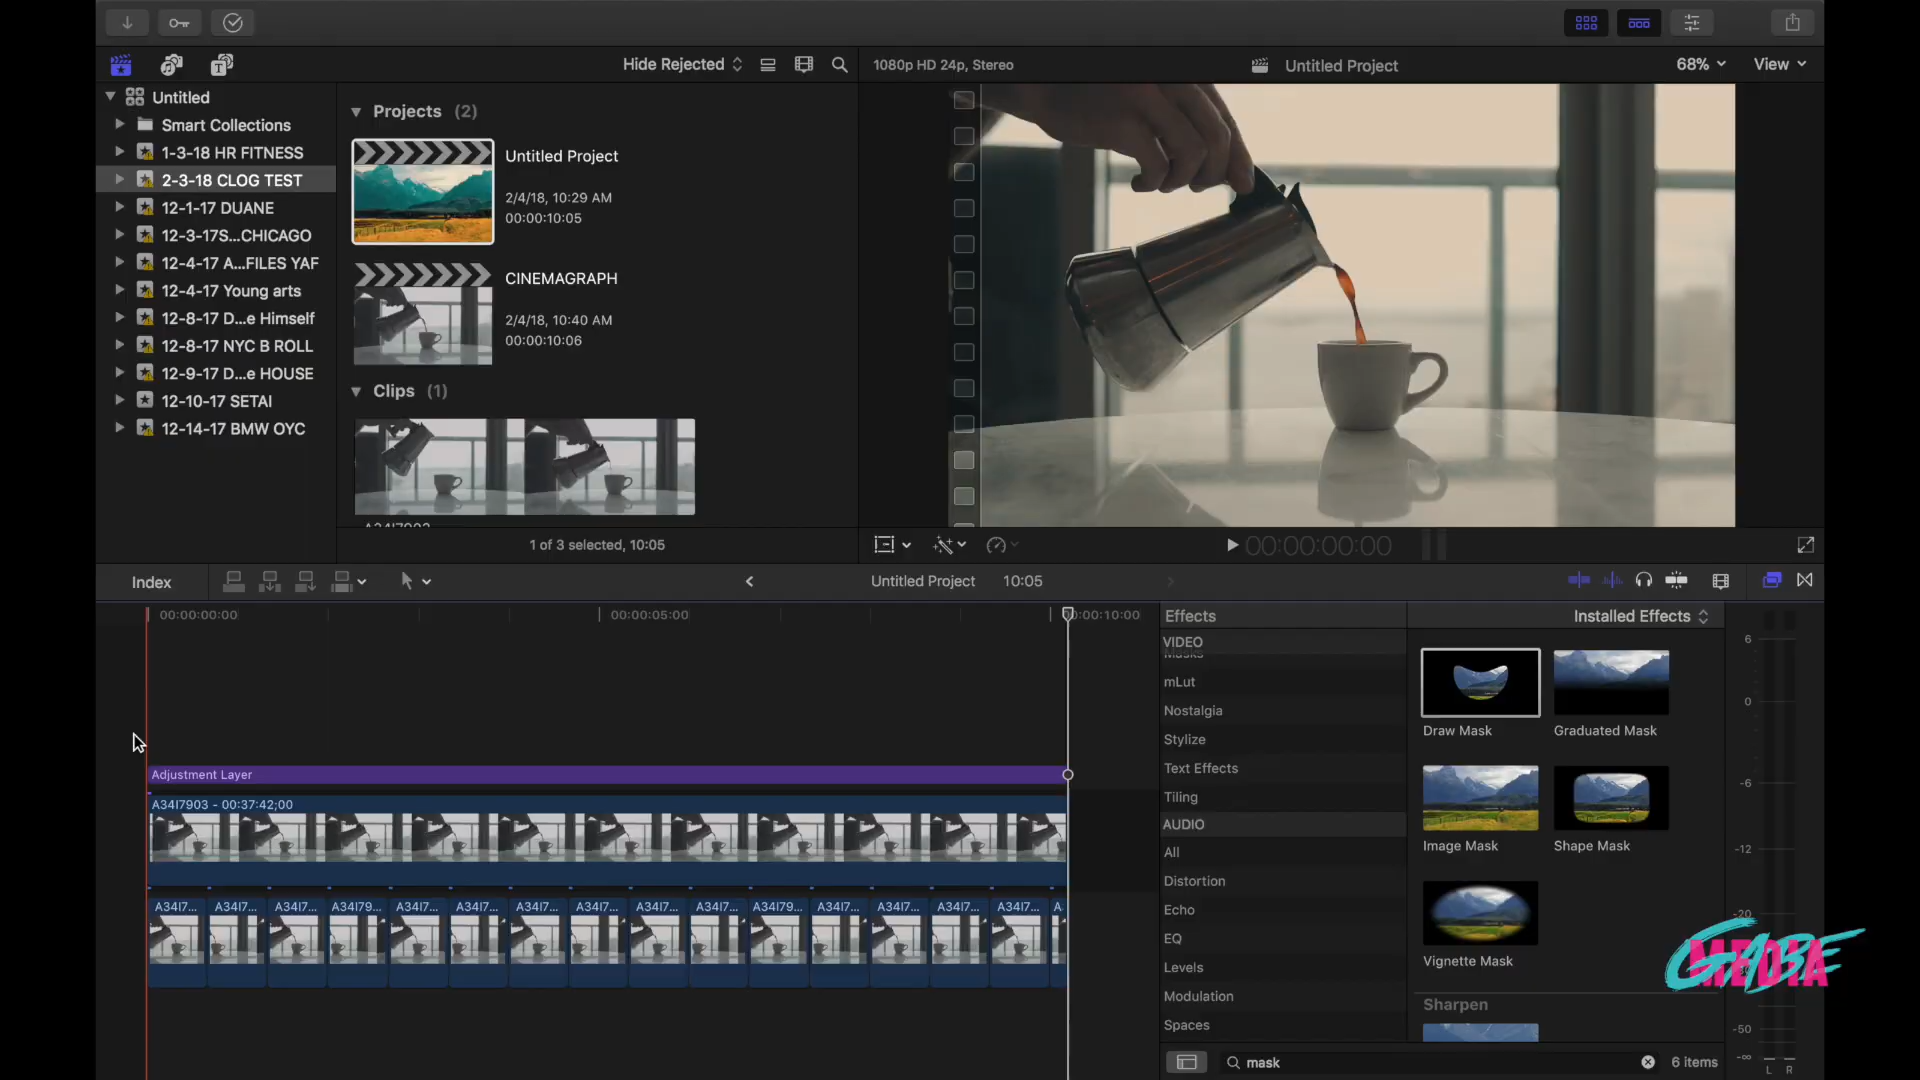 Hide Rejected
1080p HD 24p, Stereo
Untitled Project
68%
View
Untitled
Smart Collections
1-3-18 HR FITNESS
2-3-18 CLOG TEST
12-1-17 DUANE
12-3-17S...CHICAGO
12-4-17 A...FILES YAF
12-4-17 Young arts
12-8-17 D...e Himself
12-8-17 NYC B ROLL
12-9-17 D...e HOUSE
12-10-17 SETAI
12-14-17 BMW OYC
Projects (2)
Untitled Project
2/4/18, 10:29 AM
00:00:10:05
CINEMAGRAPH
2/4/18, 10:40 AM
00:00:10:06
Clips (1)
A34I7903
1 of 3 selected, 10:05
00:00:00:00
Index
Untitled Project 10:05
00:00:00:00
00:00:05:00
00:00:10:00
Adjustment Layer
A34I7903 - 00:37:42;00
A34I7... A34I7... A34I7... A34I79... A34I7... A34I7... A34I7... A34I7... A34I7... A34I7... A34I79... A34I7... A34I7... A34I7... A34I7... A
Effects
Installed Effects
VIDEO
Masks
mLut
Nostalgia
Stylize
Text Effects
Tiling
AUDIO
All
Distortion
Echo
EQ
Levels
Modulation
Spaces
Draw Mask
Graduated Mask
Image Mask
Shape Mask
Vignette Mask
Sharpen
mask
6 items
6
0
-6
-12
-20
-50
-∞
L R
GABE
MEDIA